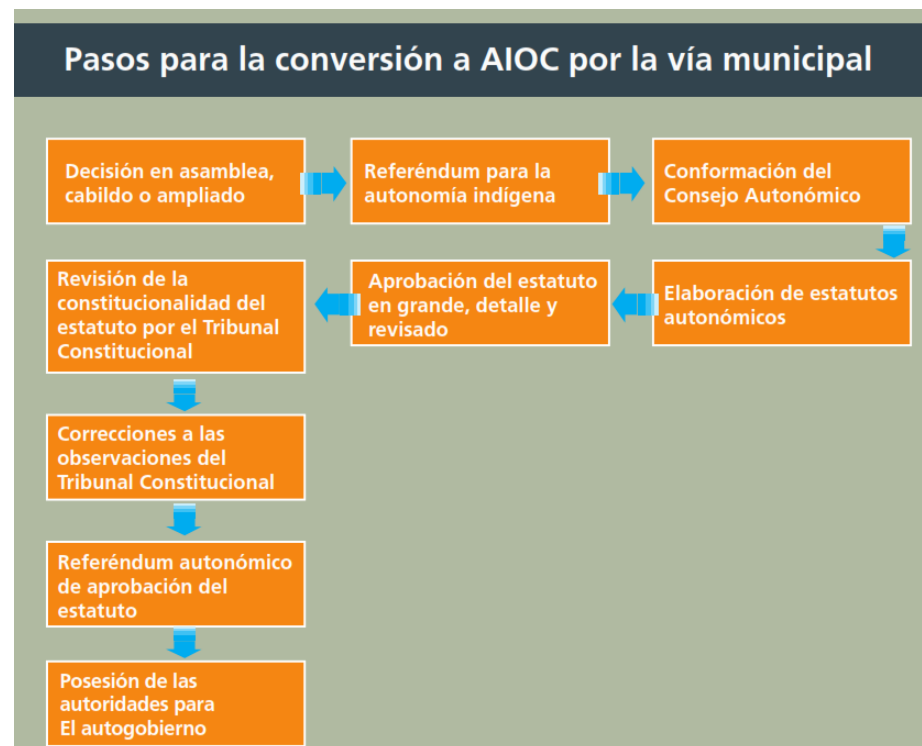 Pasos para la conversión a AIOC por la vía municipal
Decisión en asamblea,
cabildo o ampliado
Referéndum para la
autonomía indígena
Conformación del
Consejo Autonómico
Elaboración de estatutos
autonómicos
Aprobación del estatuto
en grande, detalle y
revisado
Revisión de la
constitucionalidad del
estatuto por el Tribunal
Constitucional
Correcciones a las
observaciones del
Tribunal Constitucional
Referéndum autonómico
de aprobación del
estatuto
Posesión de las
autoridades para
El autogobierno